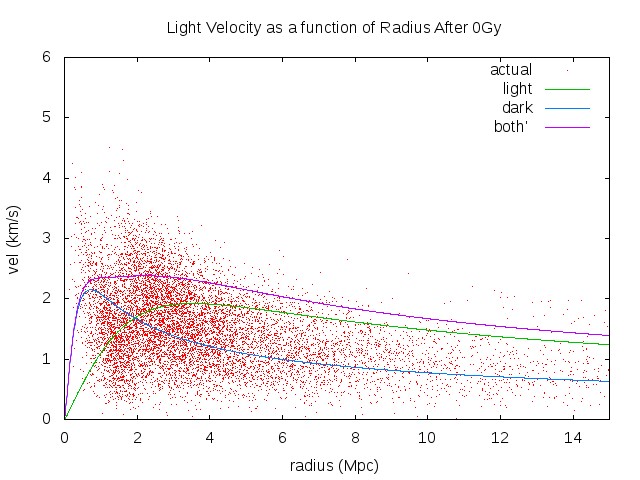 Light Velocity as a function of Radius After 0Gy
6
5
4
3
2
1
0
vel (km/s)
actual
light
dark
both'
0 2 4 6 8 10 12 14
radius (Mpc)